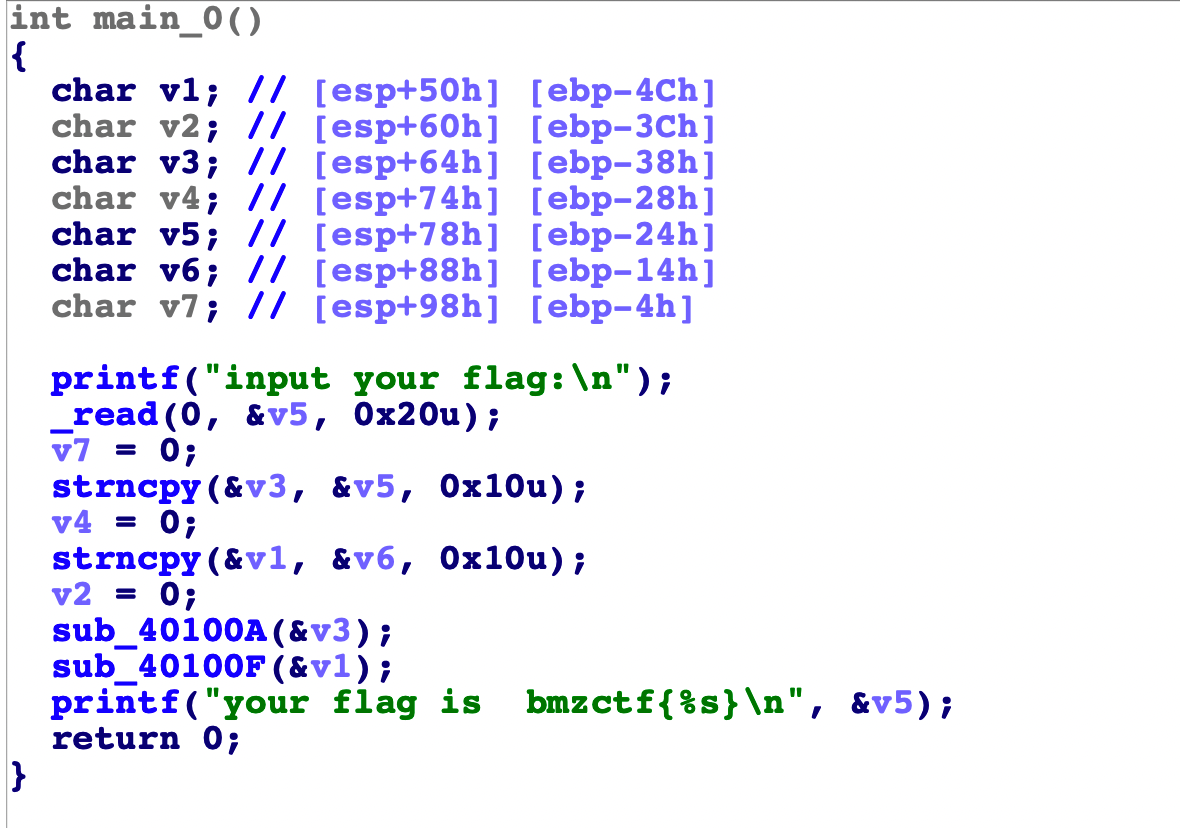 int main_0()
{
  char v1; // [esp+50h] [ebp-4Ch]
  char v2; // [esp+60h] [ebp-3Ch]
  char v3; // [esp+64h] [ebp-38h]
  char v4; // [esp+74h] [ebp-28h]
  char v5; // [esp+78h] [ebp-24h]
  char v6; // [esp+88h] [ebp-14h]
  char v7; // [esp+98h] [ebp-4h]
  printf("input your flag:\n");
  _read(0, &v5, 0x20u);
  v7 = 0;
  strncpy(&v3, &v5, 0x10u);
  v4 = 0;
  strncpy(&v1, &v6, 0x10u);
  v2 = 0;
  sub_40100A(&v3);
  sub_40100F(&v1);
  printf("your flag is  bmzctf{%s}\n", &v5);
  return 0;
}